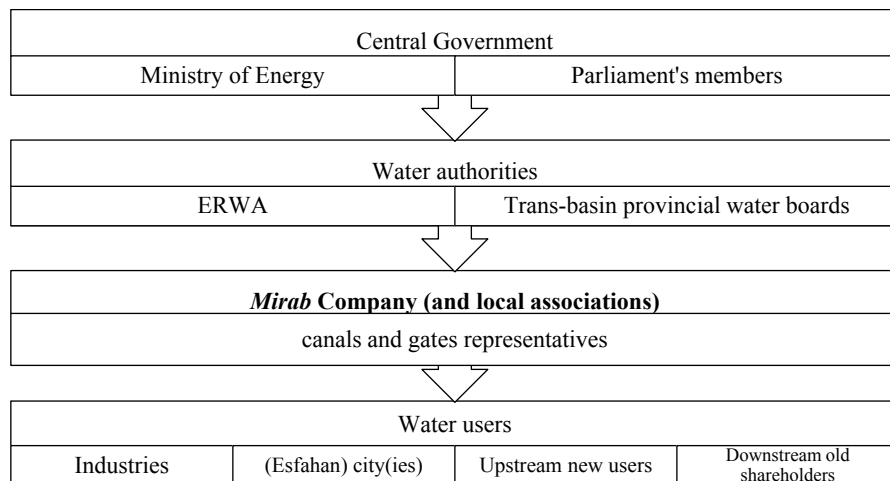 Central Government
Ministry of Energy
Parliament's members
Water authorities
ERWA
Trans-basin provincial water boards
Mirab Company (and local associations)
canals and gates representatives
Water users
Industries
(Esfahan) city(ies)
Upstream new users
Downstream old
shareholders